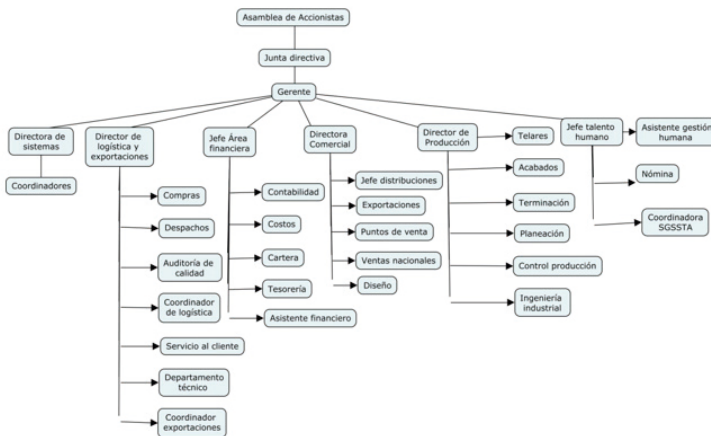 Asamblea de Accionistas
Junta directiva
Gerente
Directora de
sistemas
Coordinadores
Director de
logística y
exportaciones
Compras
Despachos
Auditoría de
calidad
Coordinador
de logística
Servicio al cliente
Departamento
técnico
Coordinador
exportaciones
Jefe Área
financiera
Contabilidad
Costos
Cartera
Tesorería
Asistente financiero
Directora
Comercial
Jefe distribuciones
Exportaciones
Puntos de venta
Ventas nacionales
Diseño
Director de
Producción
Telares
Acabados
Terminación
Planeación
Control producción
Ingeniería
industrial
Jefe talento
humano
Asistente gestión
humana
Nómina
Coordinadora
SGSSTA